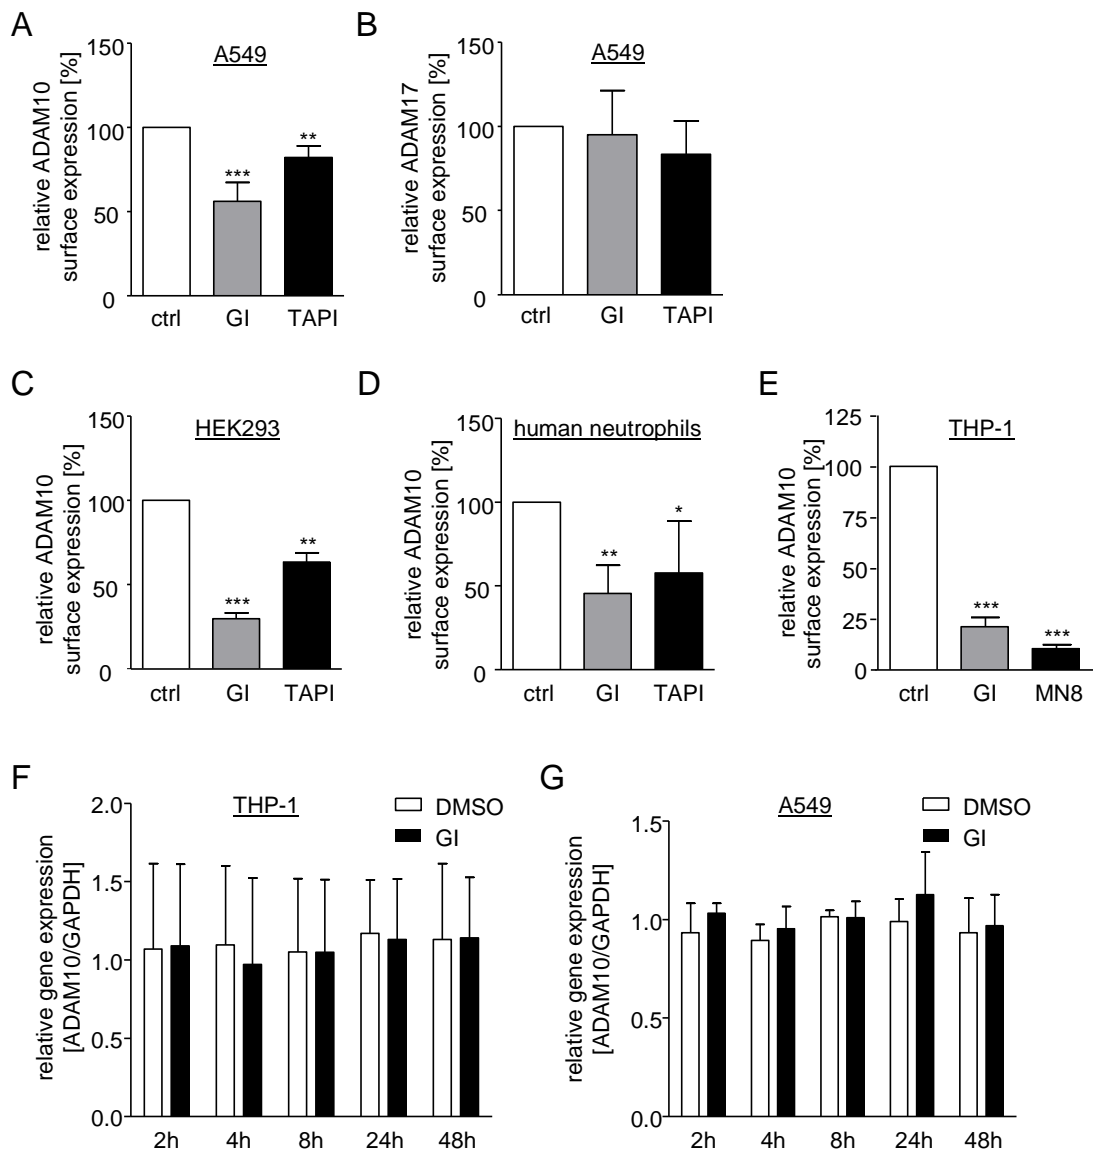 A
A549
relative ADAM10
surface expression [%]
150
100
50
0
***
**
ctrl GI TAPI
B
A549
relative ADAM17
surface expression [%]
150
100
50
0
ctrl GI TAPI
C
HEK293
relative ADAM10
surface expression [%]
150
100
50
0
***
**
ctrl GI TAPI
D
human neutrophils
relative ADAM10
surface expression [%]
150
100
50
0
**
*
ctrl GI TAPI
E
THP-1
relative ADAM10
surface expression [%]
125
100
75
50
25
0
***
***
ctrl GI MN8
F
THP-1
DMSO
GI
relative gene expression
[ADAM10/GAPDH]
2.0
1.5
1.0
0.5
0.0
2h 4h 8h 24h 48h
G
A549
DMSO
GI
relative gene expression
[ADAM10/GAPDH]
1.5
1.0
0.5
0.0
2h 4h 8h 24h 48h